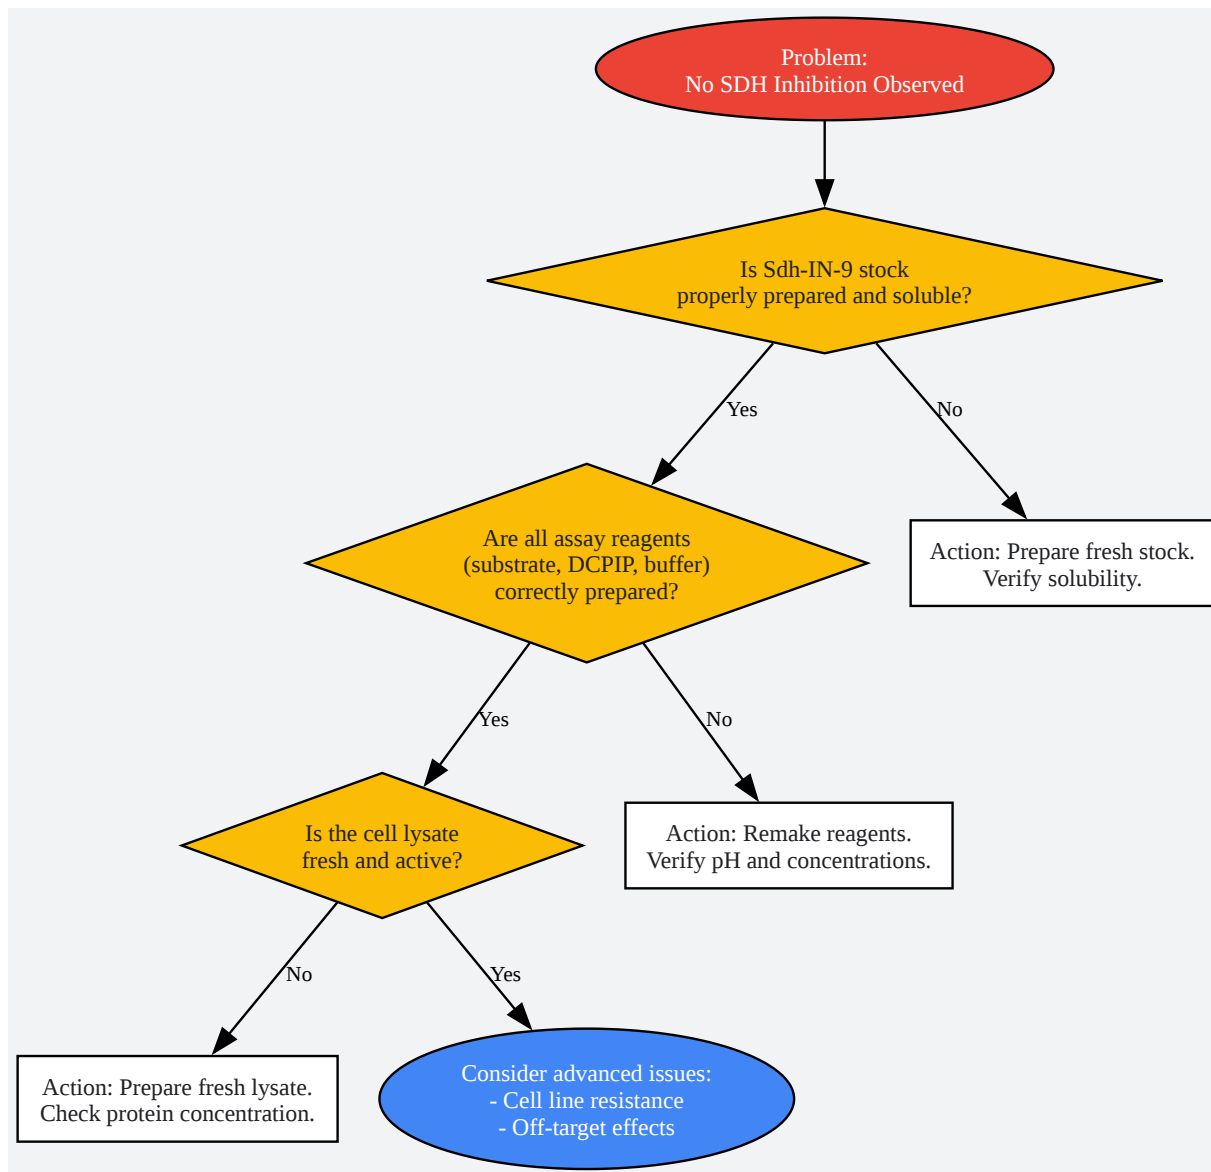 Problem:
No SDH Inhibition Observed
Is Sdh-IN-9 stock
properly prepared and soluble?
Yes
No
Are all assay reagents
(substrate, DCPIP, buffer)
correctly prepared?
Action: Prepare fresh stock.
Verify solubility.
Yes
No
Is the cell lysate
fresh and active?
Action: Remake reagents.
Verify pH and concentrations.
No
Yes
Action: Prepare fresh lysate.
Check protein concentration.
Consider advanced issues:
- Cell line resistance
- Off-target effects